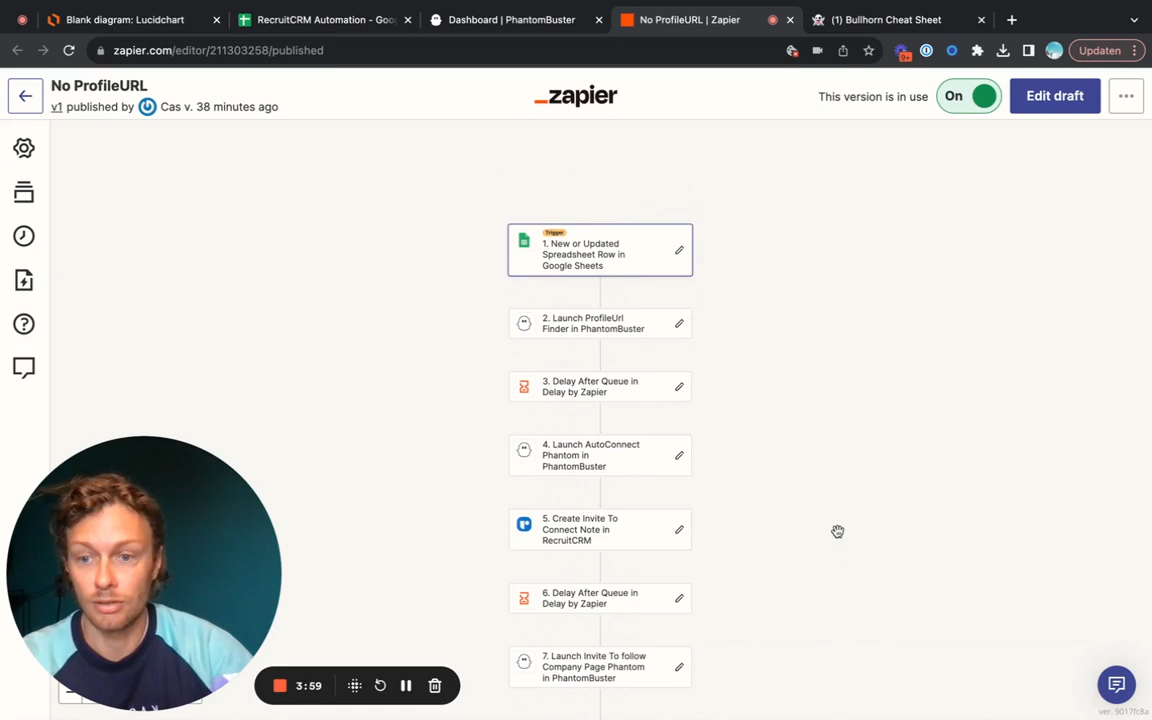 Blank diagram: Lucidchart
RecruitCRM Automation - Goo
Dashboard | PhantomBuster
No ProfileURL | Zapier
(1) Bullhorn Cheat Sheet
zapier.com/editor/211303258/published
9+
Updaten
No ProfileURL
v1 published by Cas v. 38 minutes ago
zapier
This version is in use
On
Edit draft
Trigger
1. New or Updated
Spreadsheet Row in
Google Sheets
2. Launch ProfileUrl
Finder in PhantomBuster
3. Delay After Queue in
Delay by Zapier
4. Launch AutoConnect
Phantom in
PhantomBuster
5. Create Invite To
Connect Note in
RecruitCRM
6. Delay After Queue in
Delay by Zapier
7. Launch Invite To follow
Company Page Phantom
in PhantomBuster
3:59
ver. 9017fc8a